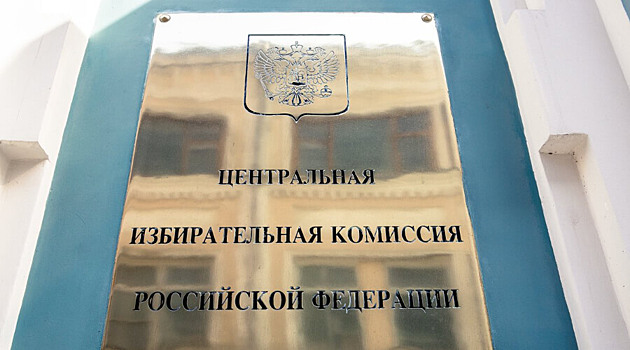 ЦЕНТРАЛЬНАЯ
ИЗБИРАТЕЛЬНАЯ КОМИССИЯ
РОССИЙСКОЙ ФЕДЕРАЦИИ